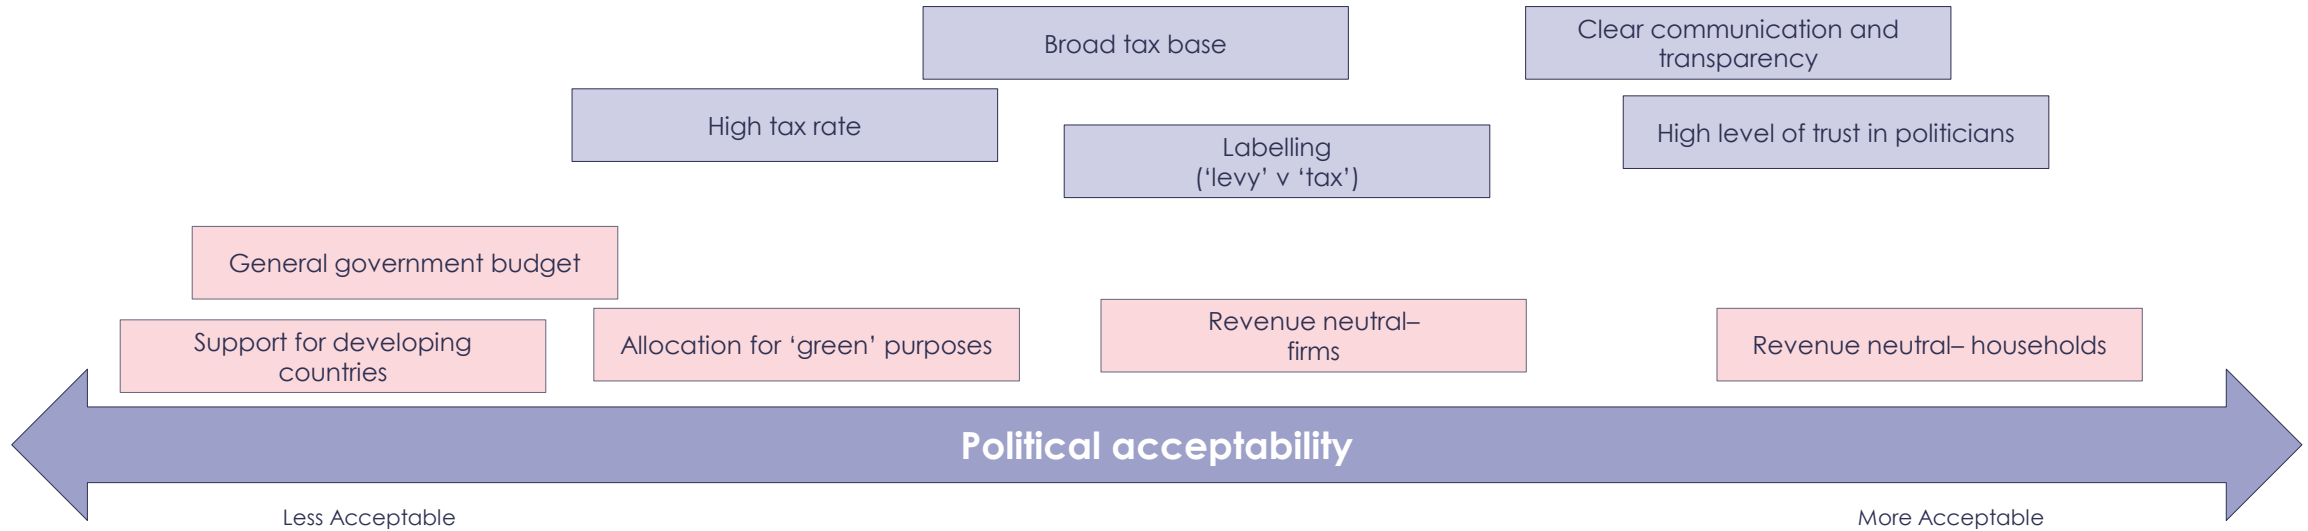 Broad tax base
Clear communication and
transparency
High tax rate
High level of trust in politicians
Labelling
(‘levy’ v ‘tax’)
General government budget
Support for developing
countries
Allocation for ‘green’ purposes
Revenue neutral–
firms
Revenue neutral– households
Political acceptability
Less Acceptable
More Acceptable